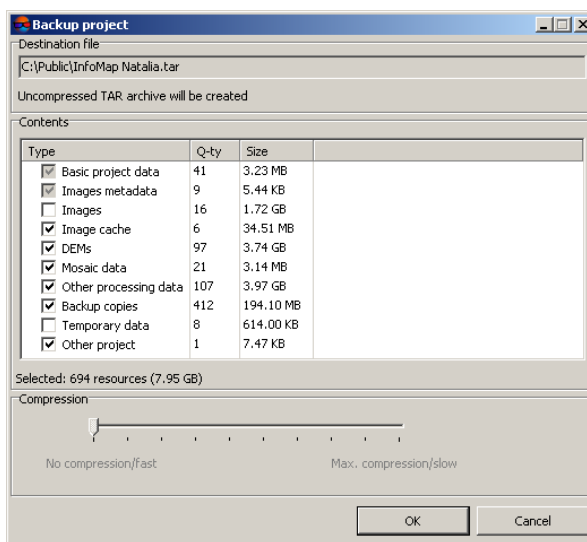 Backup project
Destination file
C:\Public\InfoMap Natalia.tar
Uncompressed TAR archive will be created
Contents
Type Q-ty Size
Basic project data 41 3.23 MB
Images metadata 9 5.44 KB
Images 16 1.72 GB
Image cache 6 34.51 MB
DEMs 97 3.74 GB
Mosaic data 21 3.14 MB
Other processing data 107 3.97 GB
Backup copies 412 194.10 MB
Temporary data 8 614.00 KB
Other project 1 7.47 KB
Selected: 694 resources (7.95 GB)
Compression
No compression/fast Max. compression/slow
OK Cancel